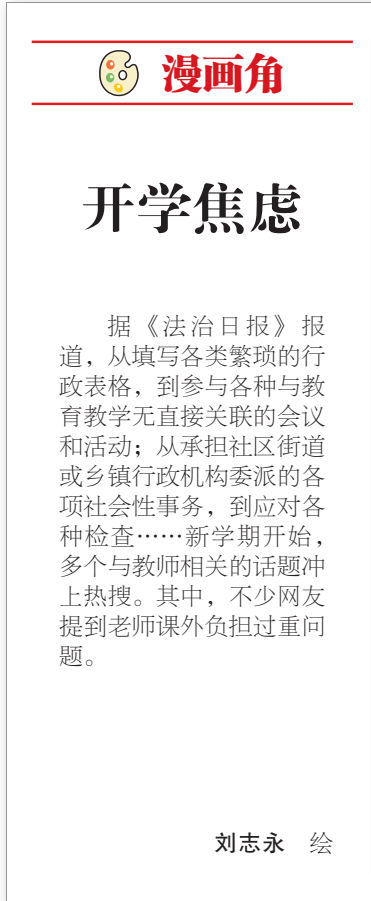 漫画角
开学焦虑
据《法治日报》报
道，从填写各类繁琐的行
政表格，到参与各种与教
育教学无直接关联的会议
和活动；从承担社区街道
或乡镇行政机构委派的各
项社会性事务，到应对各
种检查……新学期开始，
多个与教师相关的话题冲
上热搜。其中，不少网友
提到老师课外负担过重问
题。
刘志永　绘